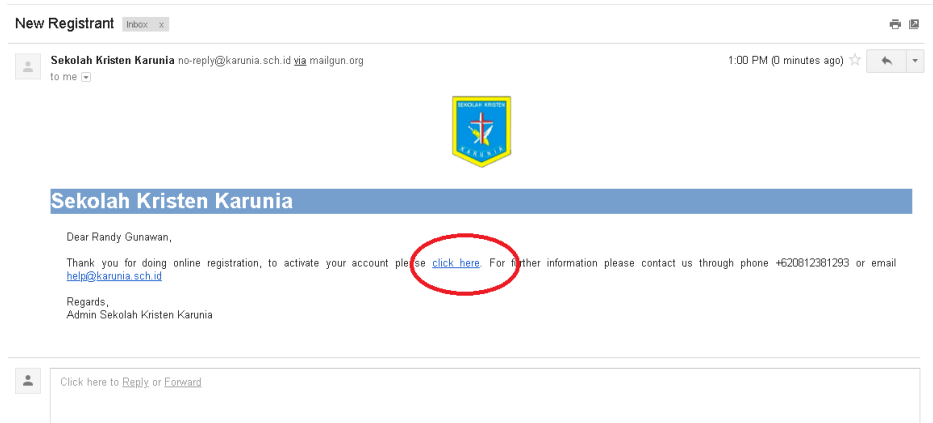 New Registrant Inbox x
Sekolah Kristen Karunia no-reply@karunia.sch.id via mailgun.org 1:00 PM (0 minutes ago)
to me
SEKOLAH KRISTEN
KARUNIA
Sekolah Kristen Karunia
Dear Randy Gunawan,
Thank you for doing online registration, to activate your account please click here. For further information please contact us through phone +620812381293 or email
help@karunia.sch.id
Regards,
Admin Sekolah Kristen Karunia
Click here to Reply or Forward